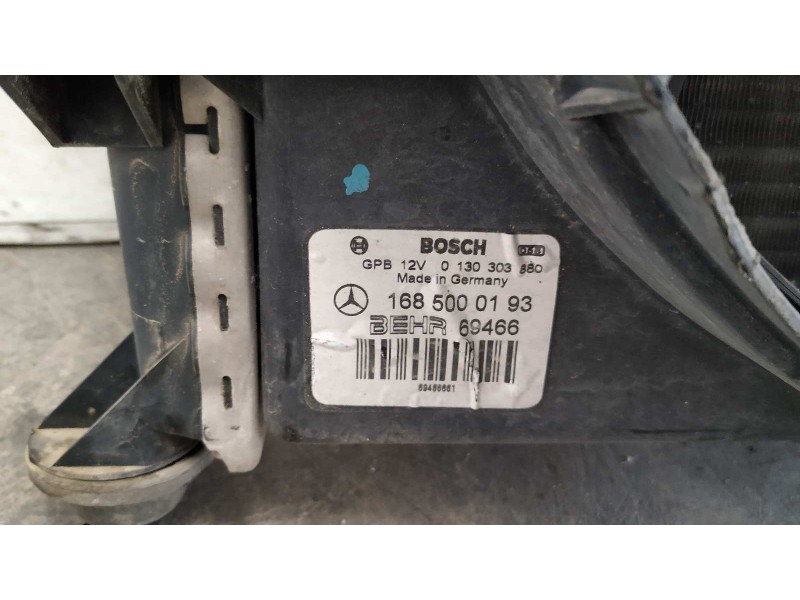 BOSCH
GPB 12V 0 130 303 880
Made in Germany
168 500 01 93
BEHR 69466